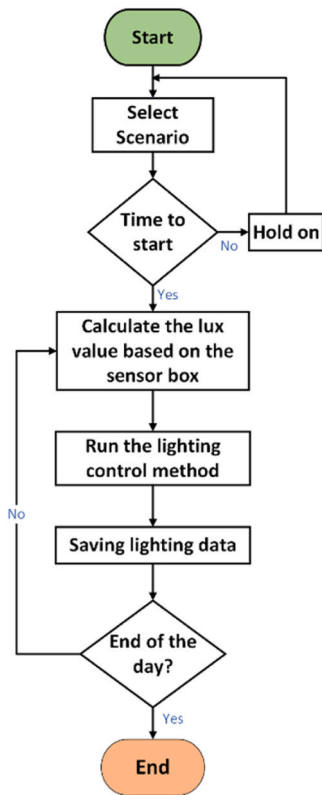 Start
Select
Scenario
Time to
start
No
Hold on
Yes
Calculate the lux
value based on the
sensor box
Run the lighting
control method
No
Saving lighting data
End of the
day?
Yes
End